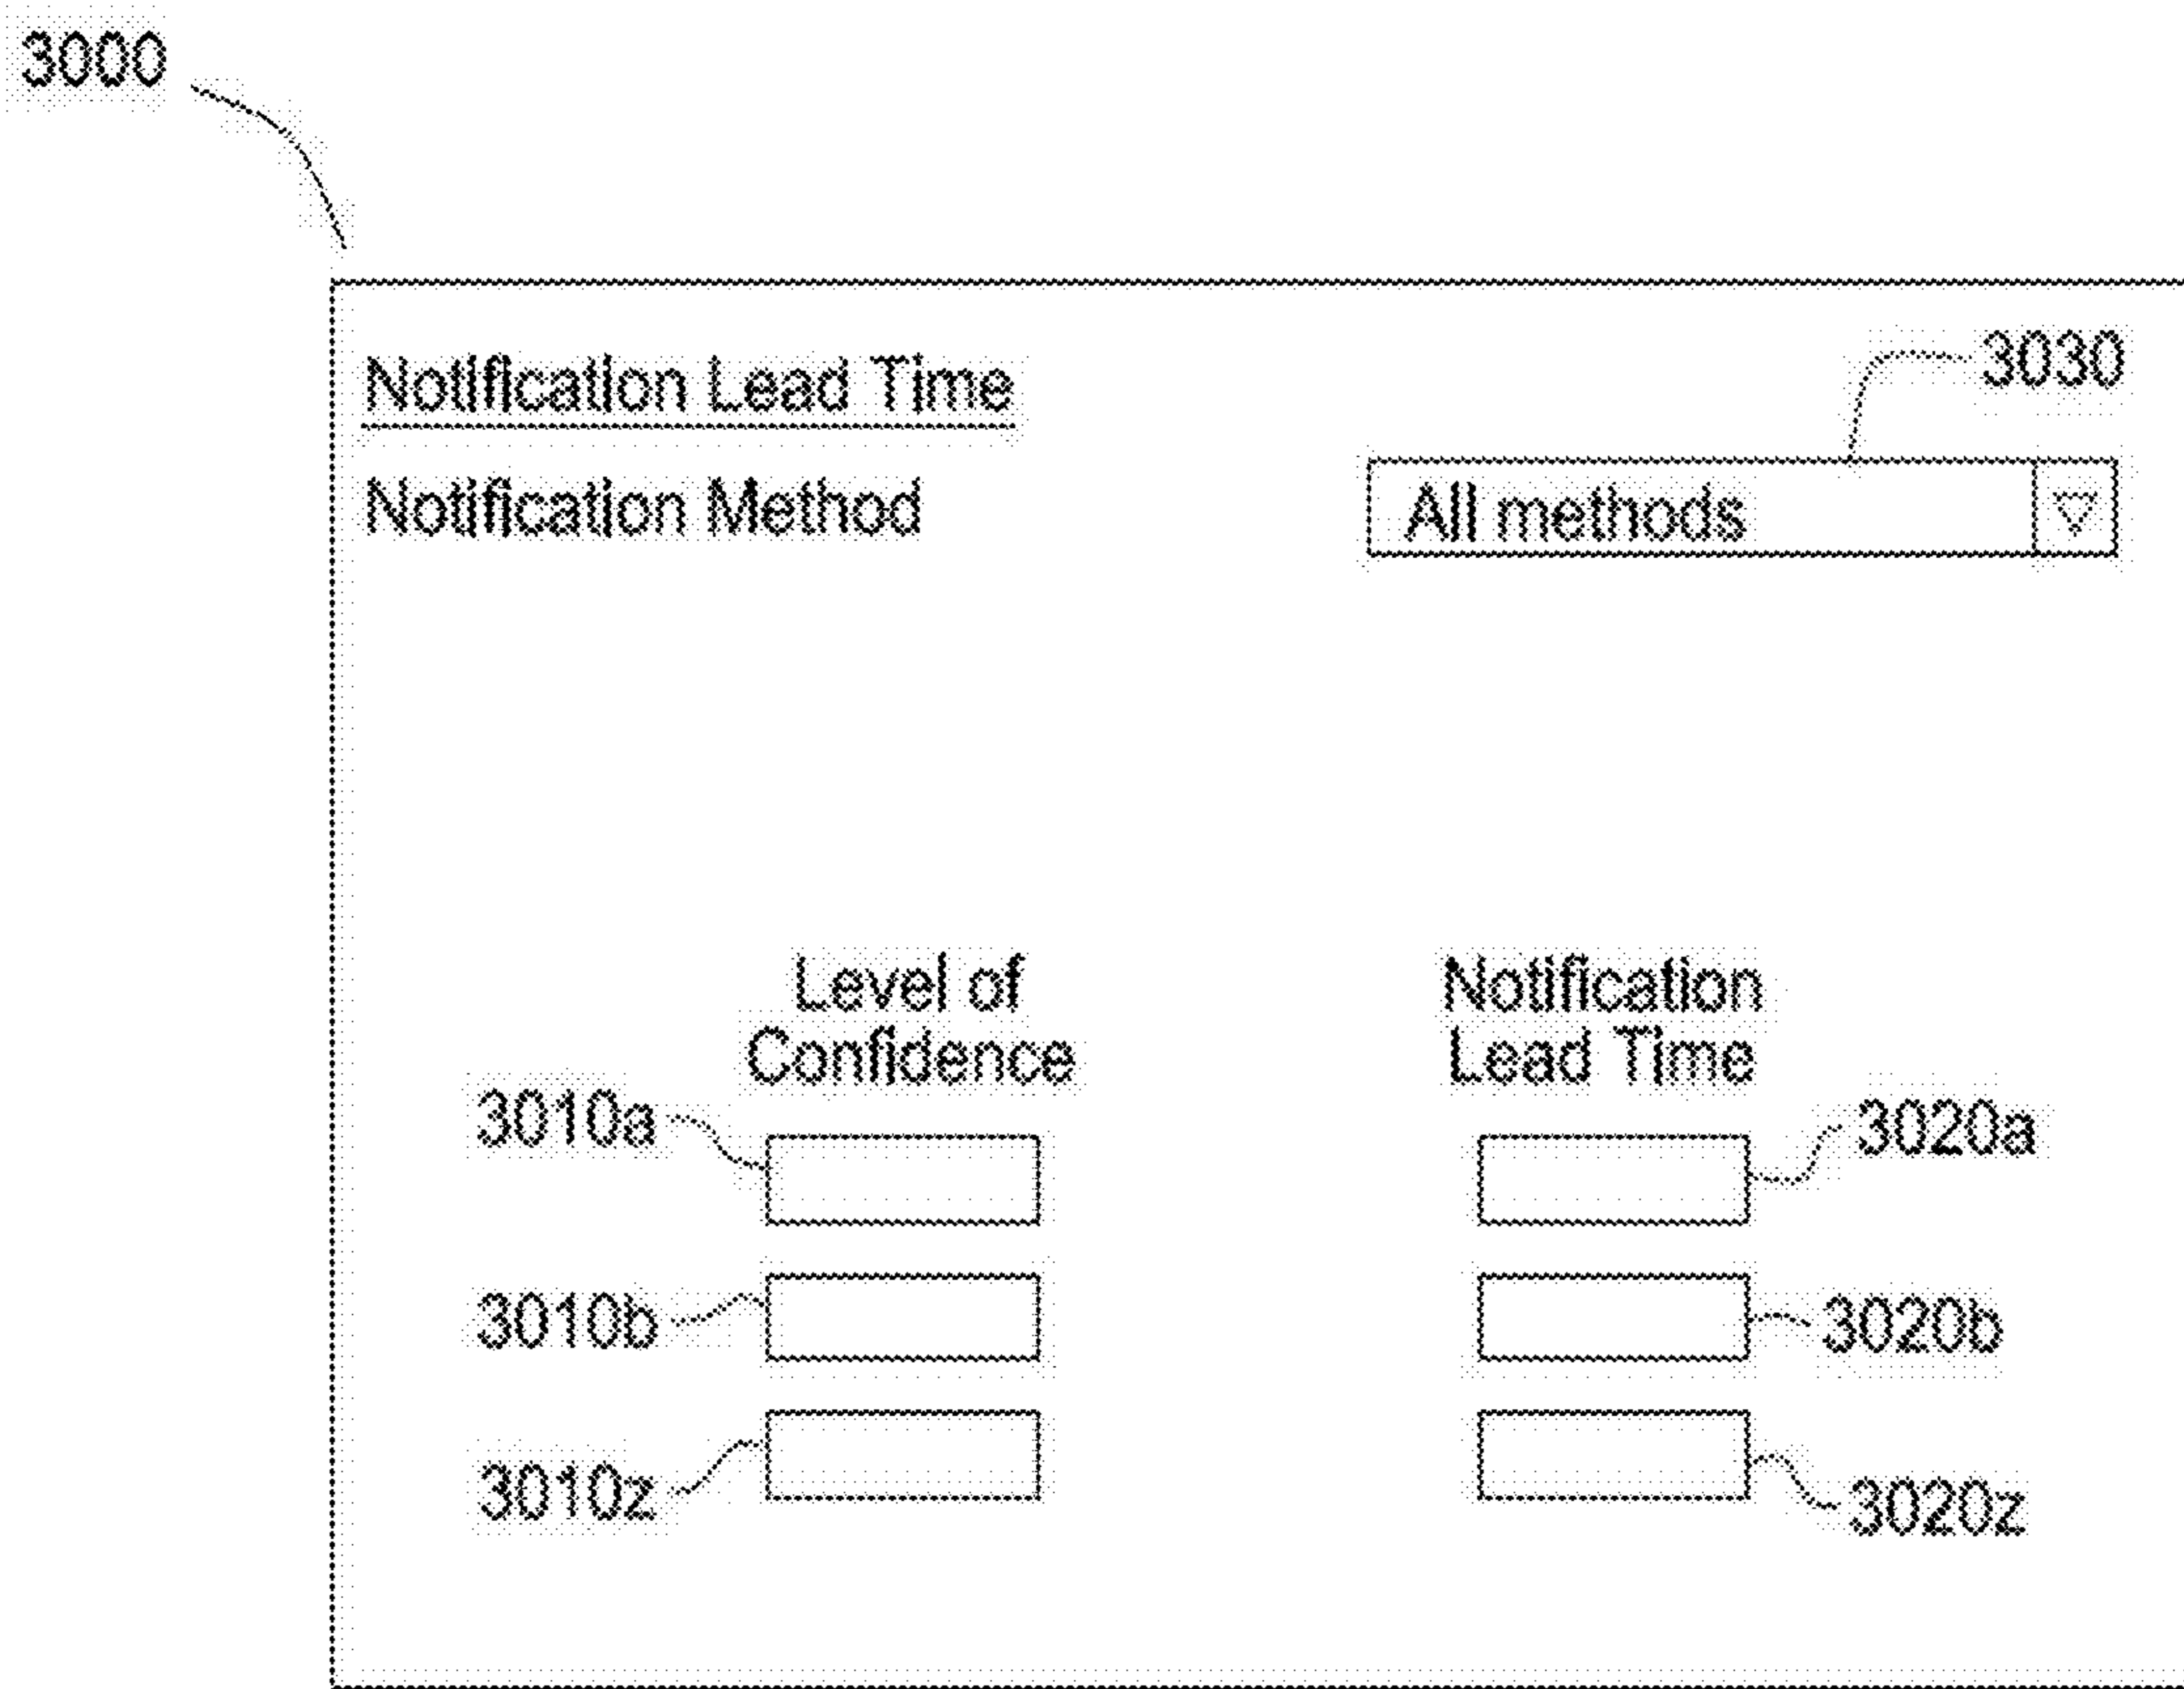 3000
3030
Notification Lead Time
Notification Method
All methods
Level of
Confidence
Notification
Lead Time
3010a
3020a
3010b
3020b
3010z
3020z